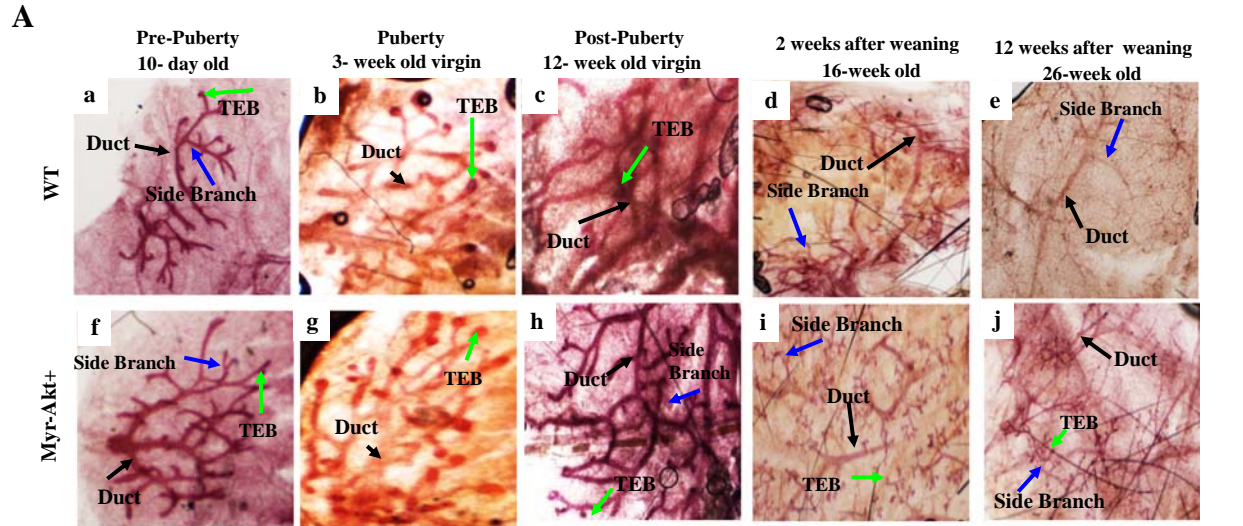 A
Pre-Puberty
10- day old
Puberty
3- week old virgin
Post-Puberty
12- week old virgin
2 weeks after weaning
16-week old
12 weeks after  weaning
26-week old
WT
a
TEB
Duct
Side Branch
b
TEB
Duct
c
TEB
Duct
d
Duct
Side Branch
e
Side Branch
Duct
Myr-Akt+
f
Side Branch
TEB
Duct
g
TEB
Duct
h
Side
Branch
Duct
TEB
i
Side Branch
Duct
TEB
j
Duct
TEB
Side Branch